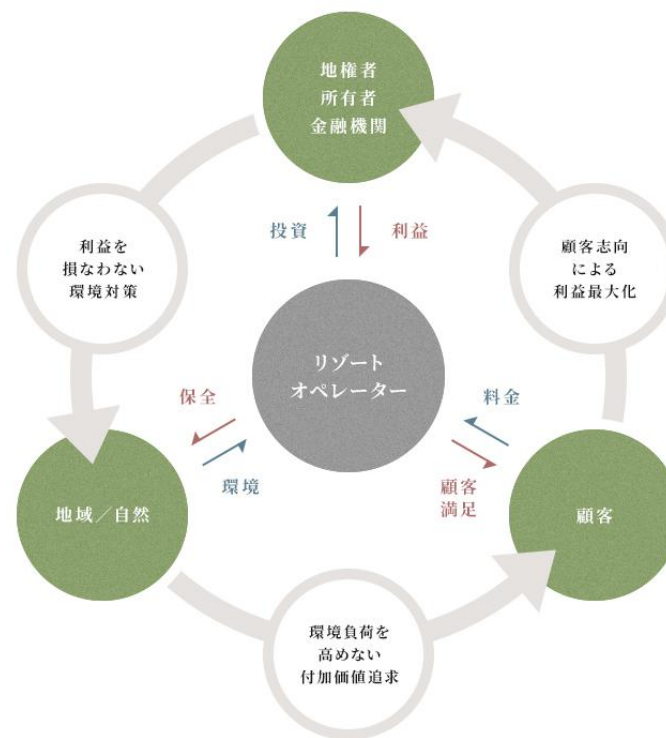 地権者
所有者
金融機関
投資
利益
利益を
損なわない
環境対策
顧客志向
による
利益最大化
リゾート
オペレーター
保全
環境
料金
顧客
満足
地域／自然
顧客
環境負荷を
高めない
付加価値追求